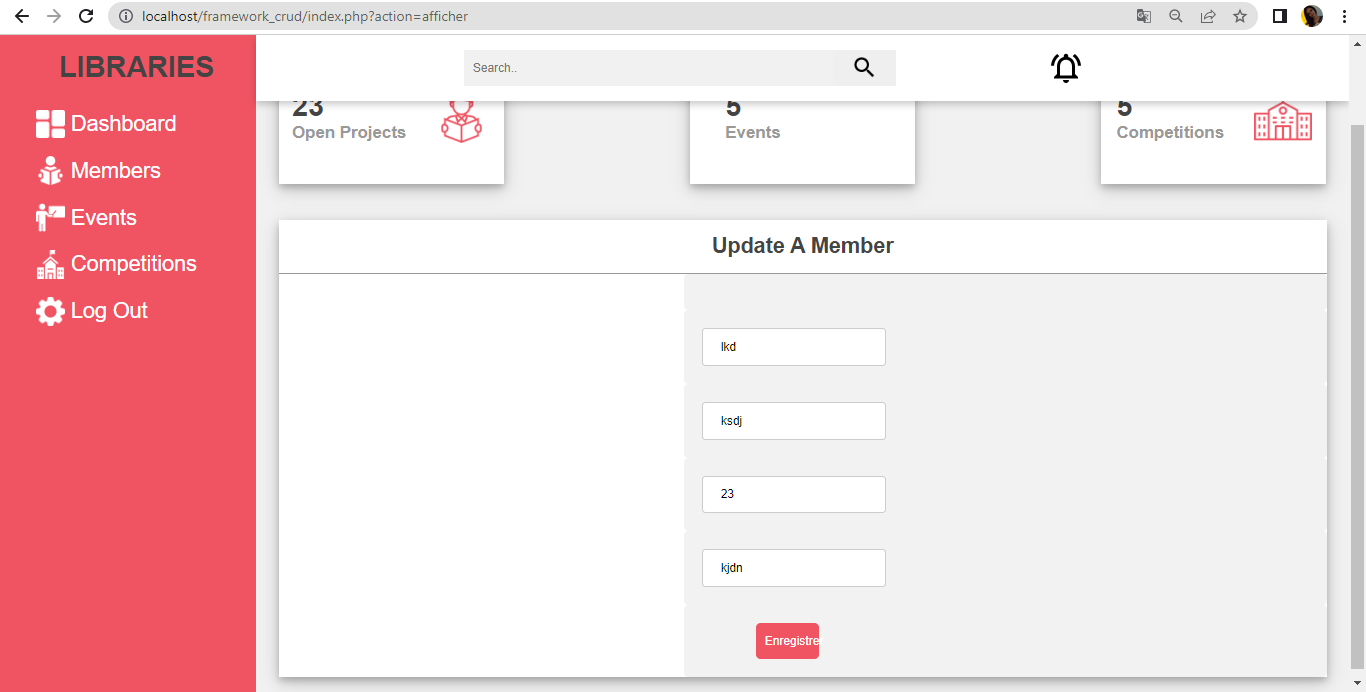 localhost/framework_crud/index.php?action=afficher
LIBRARIES
Dashboard
Members
Events
Competitions
Log Out
Search..
23
Open Projects
5
Events
5
Competitions
Update A Member
lkd
ksdj
23
kjdn
Enregistre